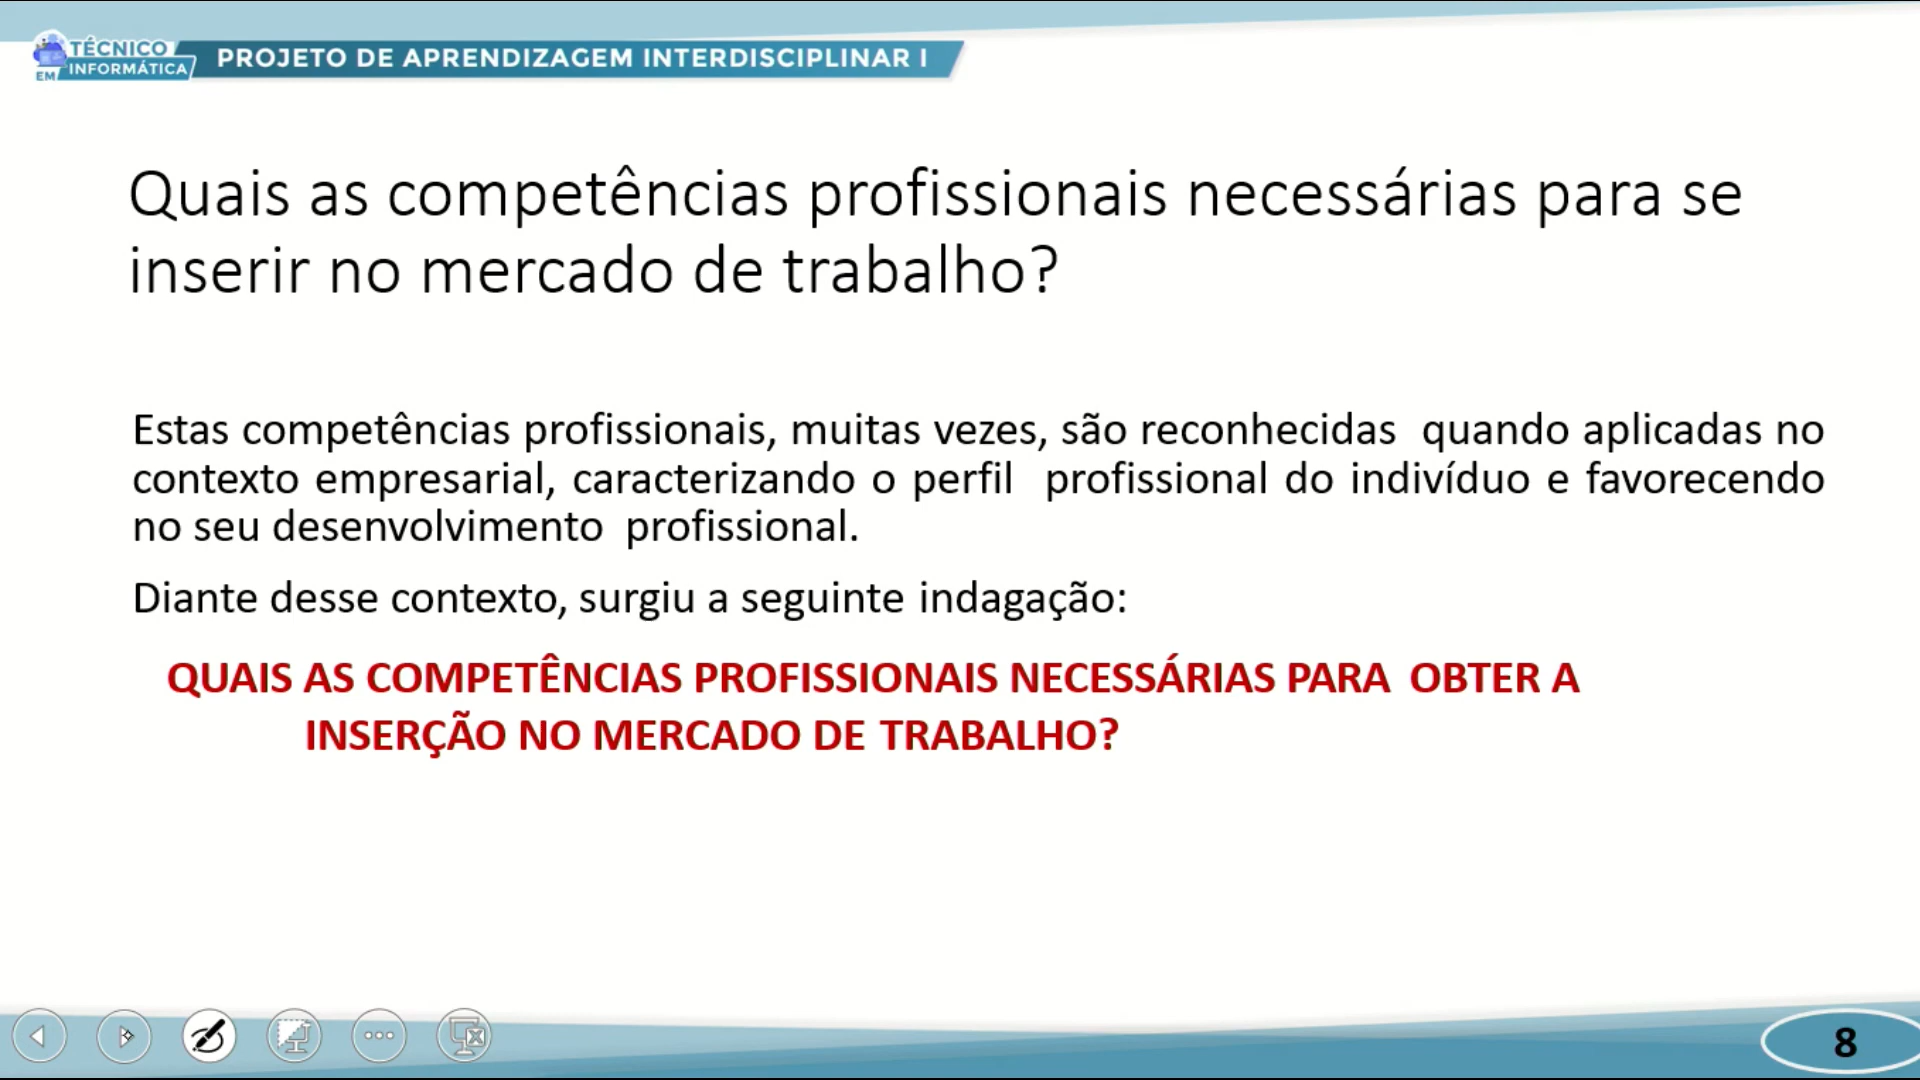 TÉCNICO
EM INFORMÁTICA
PROJETO DE APRENDIZAGEM INTERDISCIPLINAR I
Quais as competências profissionais necessárias para se
inserir no mercado de trabalho?
Estas competências profissionais, muitas vezes, são reconhecidas quando aplicadas no
contexto empresarial, caracterizando o perfil profissional do indivíduo e favorecendo
no seu desenvolvimento profissional.
Diante desse contexto, surgiu a seguinte indagação:
QUAIS AS COMPETÊNCIAS PROFISSIONAIS NECESSÁRIAS PARA OBTER A
INSERÇÃO NO MERCADO DE TRABALHO?
8